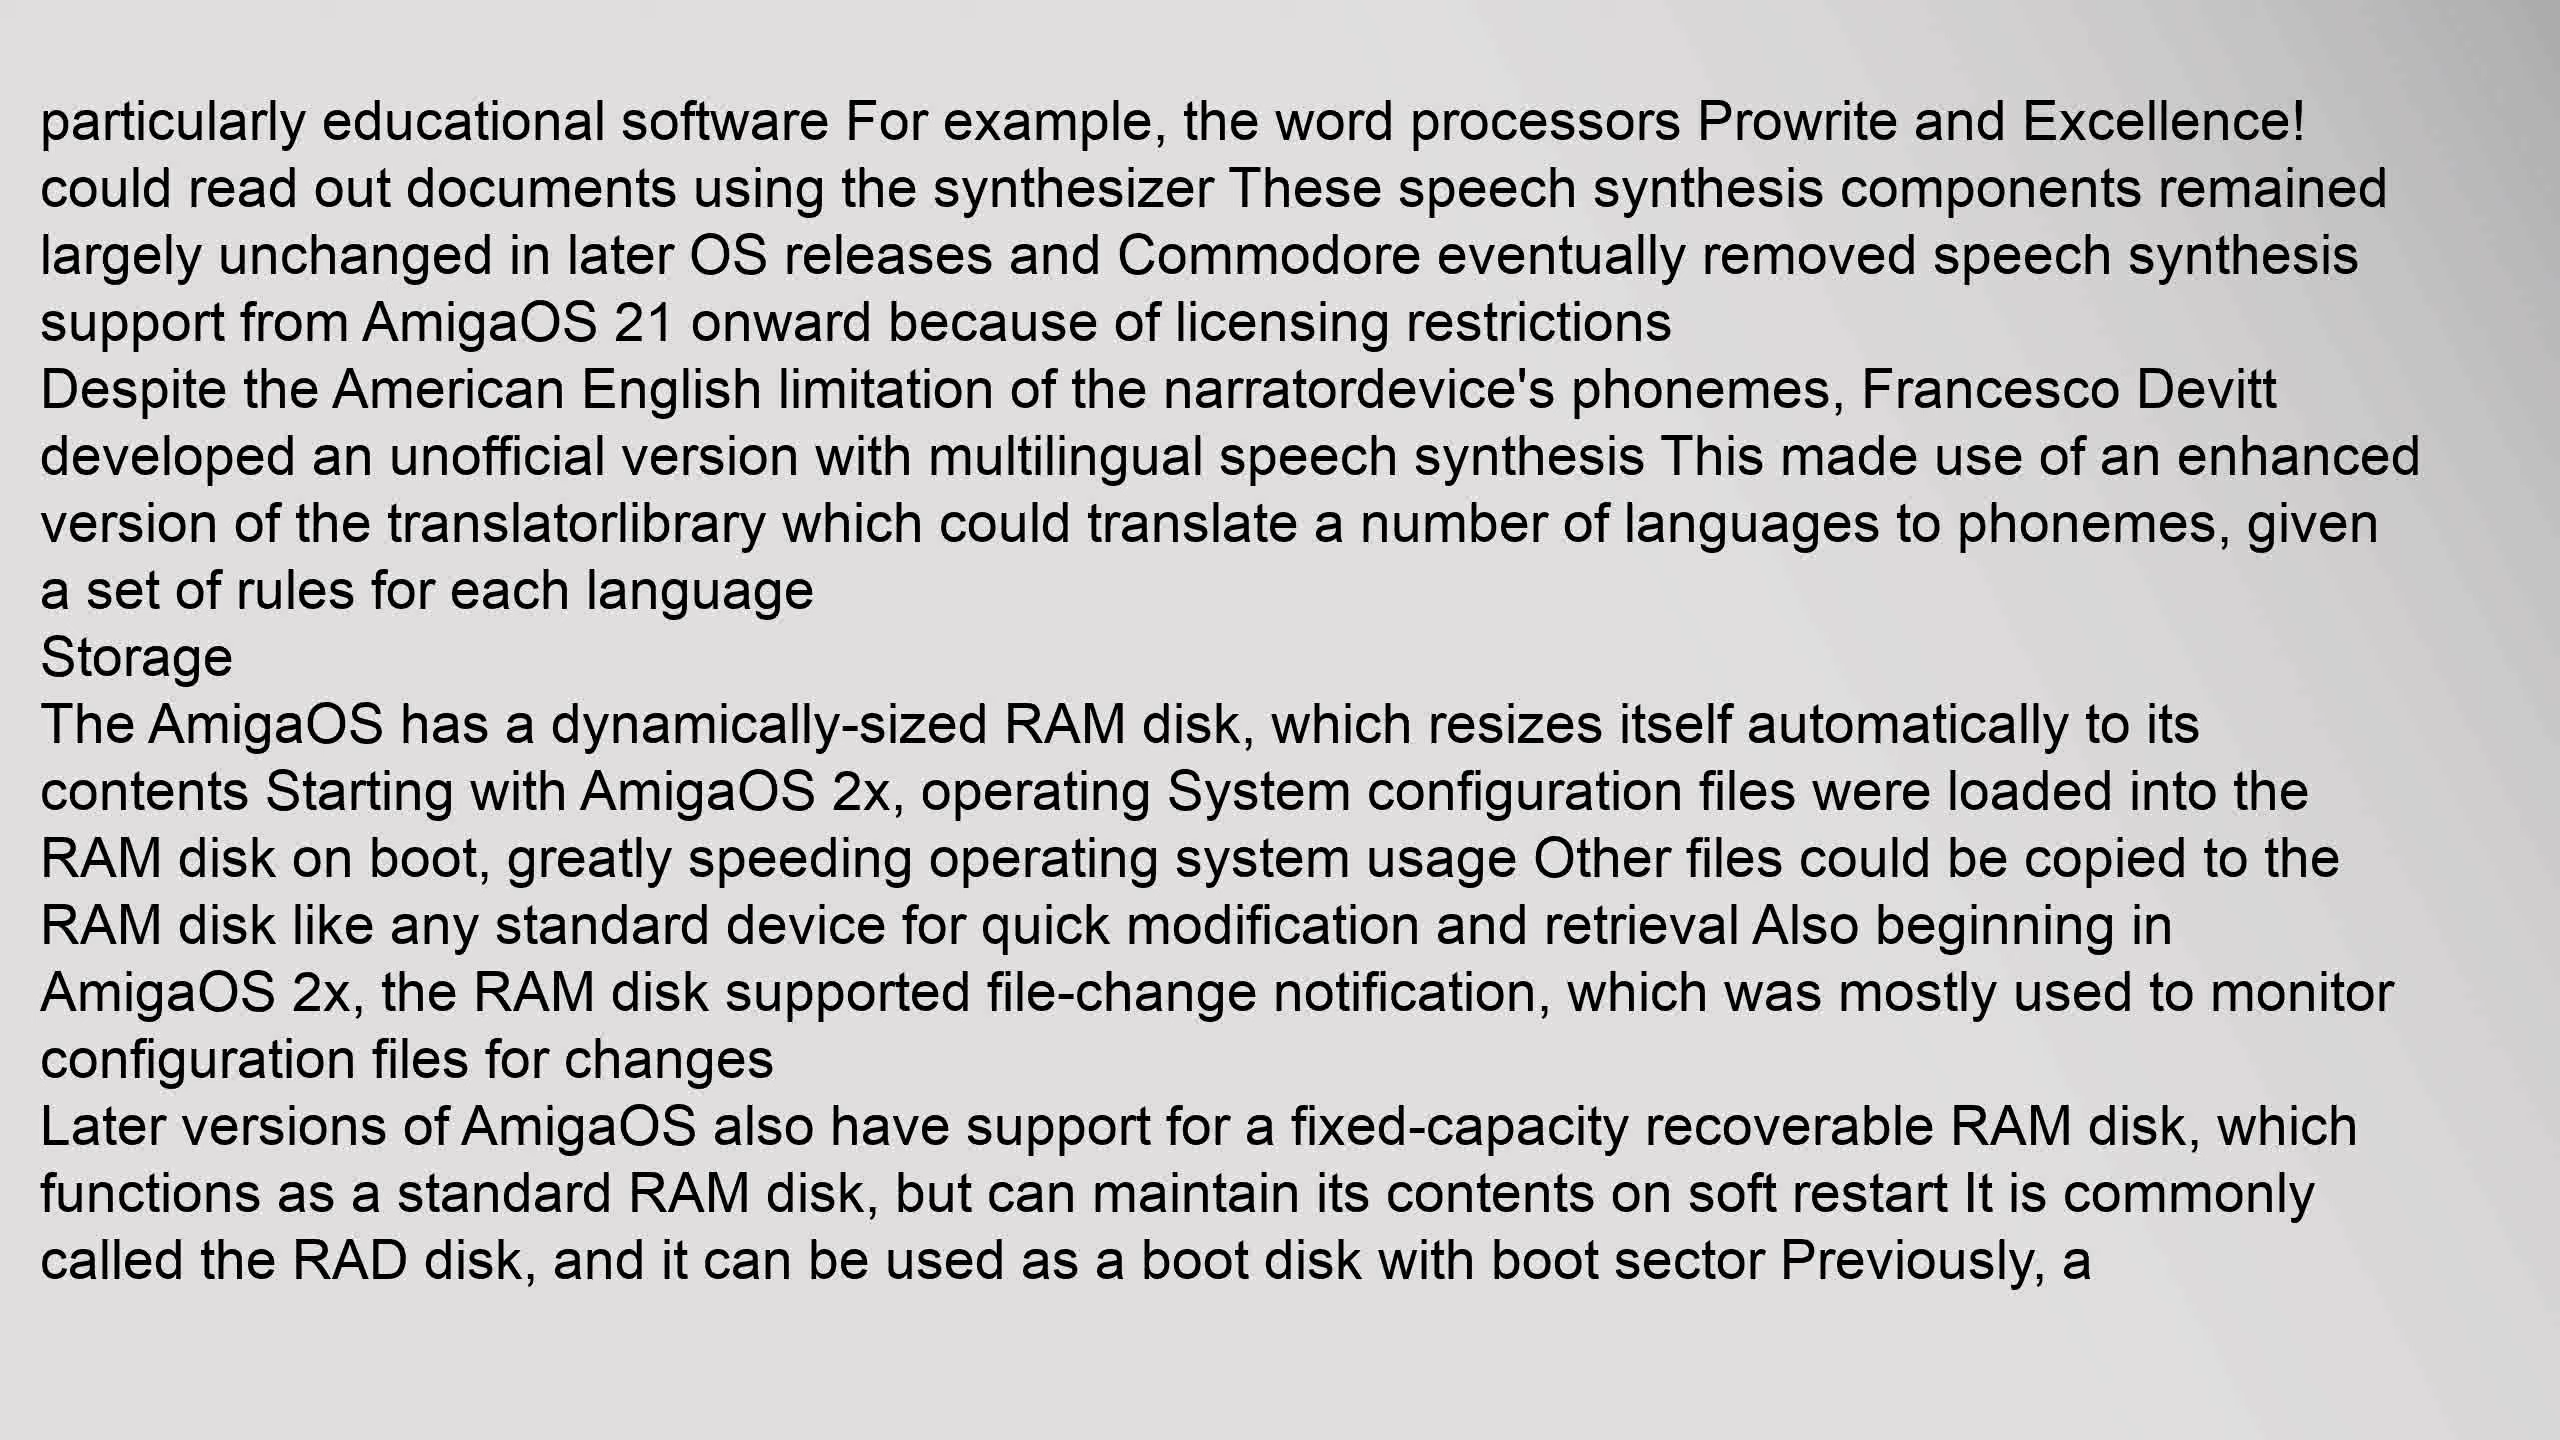 particularly educational software For example, the word processors Prowrite and Excellence!
could read out documents using the synthesizer These speech synthesis components remained
largely unchanged in later OS releases and Commodore eventually removed speech synthesis
support from AmigaOS 21 onward because of licensing restrictions
Despite the American English limitation of the narratordevice's phonemes, Francesco Devitt
developed an unofficial version with multilingual speech synthesis This made use of an enhanced
version of the translatorlibrary which could translate a number of languages to phonemes, given
a set of rules for each language
Storage
The AmigaOS has a dynamically-sized RAM disk, which resizes itself automatically to its
contents Starting with AmigaOS 2x, operating System configuration files were loaded into the
RAM disk on boot, greatly speeding operating system usage Other files could be copied to the
RAM disk like any standard device for quick modification and retrieval Also beginning in
AmigaOS 2x, the RAM disk supported file-change notification, which was mostly used to monitor
configuration files for changes
Later versions of AmigaOS also have support for a fixed-capacity recoverable RAM disk, which
functions as a standard RAM disk, but can maintain its contents on soft restart It is commonly
called the RAD disk, and it can be used as a boot disk with boot sector Previously, a